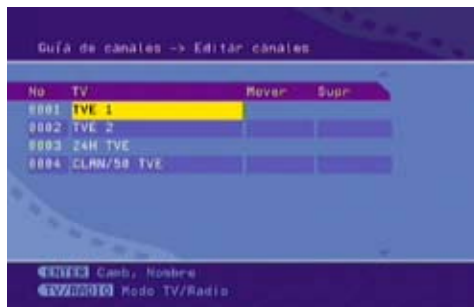 Guía de canales -> Editar canales
No TV Mover Supr
0001 TVE 1
0002 TVE 2
0003 24H TVE
0004 CLAN/50 TVE
ENTER Camb, Nombre
TV/RADIO Modo TV/Radio